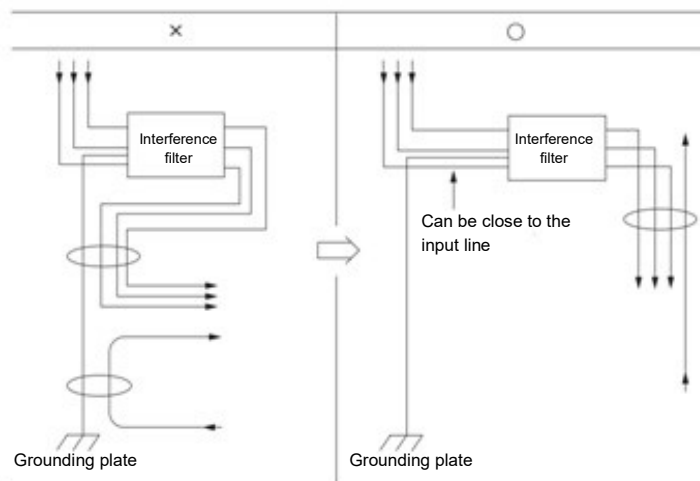 × ○
Interference
filter
Interference
filter
Can be close to the
input line
Grounding plate
Grounding plate